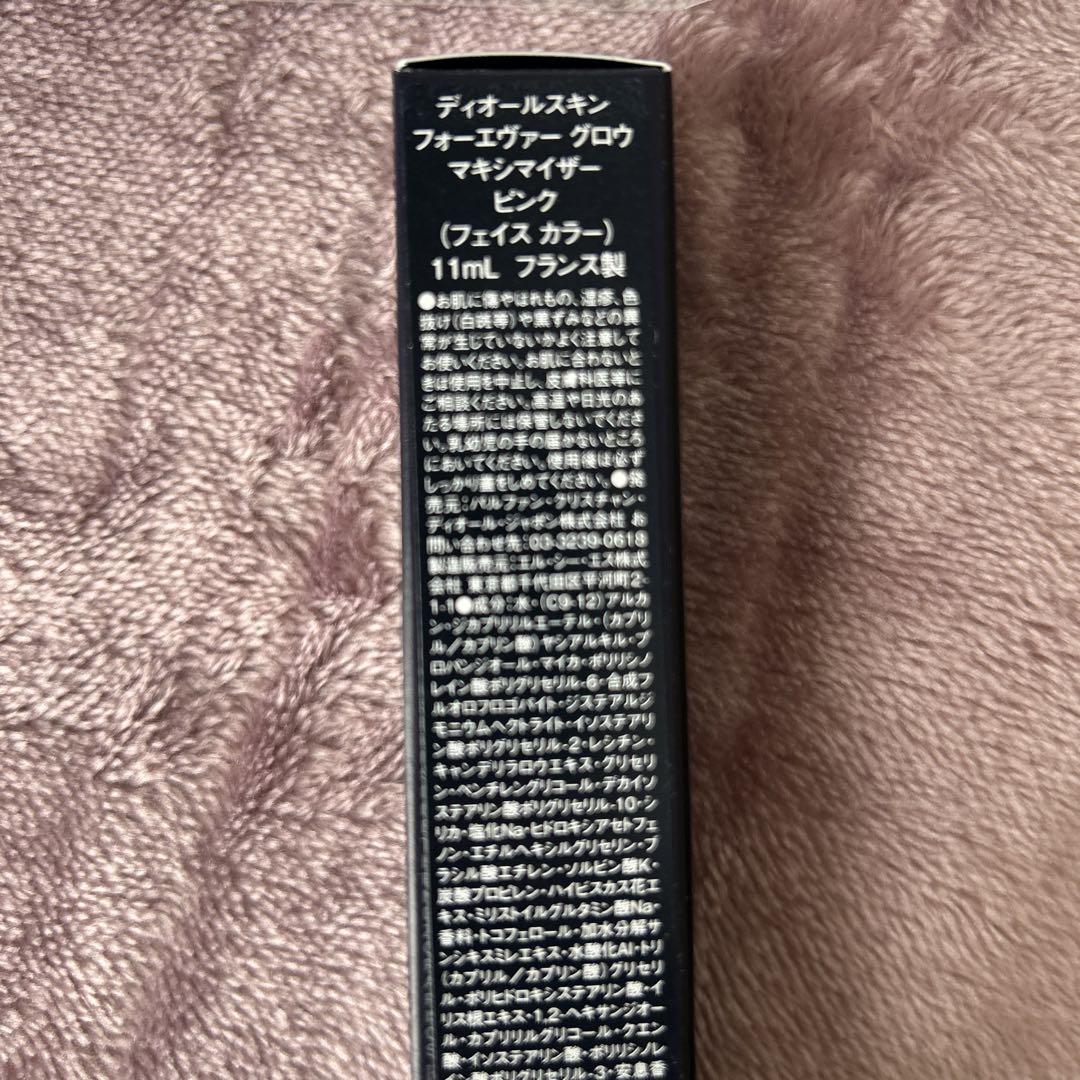 ディオールスキン
フォーエヴァー グロウ
マキシマイザー
ピンク
(フェイス カラー)
11mL フランス製
●お肌に傷やはれもの、湿疹、色
抜け(白斑等)や黒ずみなどの異
常が生じていないかよく注意して
お使いください。お肌に合わないと
きは使用を中止し、皮膚科医等に
ご相談ください。高温や日光のあ
たる場所には保管しないでくださ
い。乳幼児の手の届かないところ
においてください。使用後は必ず
しっかり蓋をしめてください。●発
売元:パルファン・クリスチャン・
ディオール・ジャポン株式会社 お
問い合わせ先:03-3239-0618
製造販売元:エル・シー・エス株式
会社 東京都千代田区平河町2-
1-1●成分:水・(C9-12)アルカ
ン・ジカプリリルエーテル・(カプリ
ル/カプリン酸)ヤシアルキル・プ
ロパンジオール・マイカ・ポリリシノ
レイン酸ポリグリセリル-6・合成フ
ルオロフロゴパイト・ジステアルジ
モニウムヘクトライト・イソステアリ
ン酸ポリグリセリル-2・レシチン・
キャンデリラロウエキス・グリセリ
ン・ペンチレングリコール・デカイソ
ステアリン酸ポリグリセリル-10・シ
リカ・塩化Na・ヒドロキシアセトフェ
ノン・エチルヘキシルグリセリン・ブ
ラシル酸エチレン・ソルビン酸K・
炭酸プロピレン・ハイビスカス花エ
キス・ミリストイルグルタミン酸Na・
香料・トコフェロール・加水分解サ
ンシキスミレエキス・水酸化Al・トリ
(カプリル/カプリン酸)グリセリ
ル・ポリヒドロキシステアリン酸・イ
リス根エキス・1,2-ヘキサンジオー
ル・カプリリルグリコール・クエン
酸・イソステアリン酸・ポリリシノレ
イン酸ポリグリセリル-3・安息香